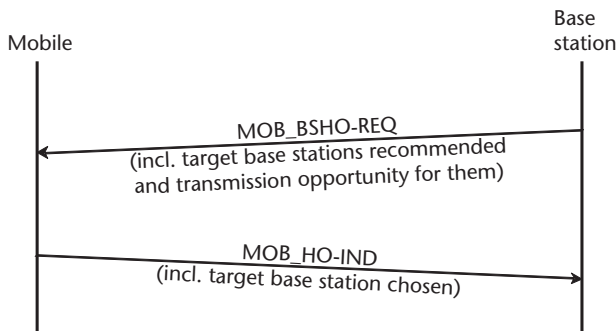 Mobile
Base
station
MOB_BSHO-REQ
(incl. target base stations recommended
and transmission opportunity for them)
MOB_HO-IND
(incl. target base station chosen)